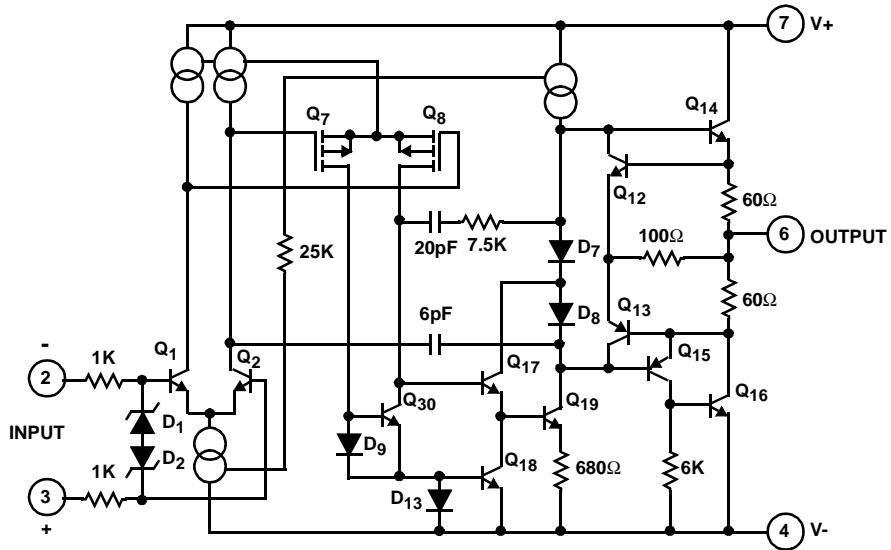 7 V+
Q7
Q8
Q14
Q12
60Ω
6 OUTPUT
100Ω
25K
20pF
7.5K
D7
60Ω
6pF
D8
Q13
-
Q1
Q2
Q17
Q15
2
1K
Q30
Q19
Q16
INPUT
D1
D9
D2
Q18
680Ω
6K
3
1K
D13
+
4 V-